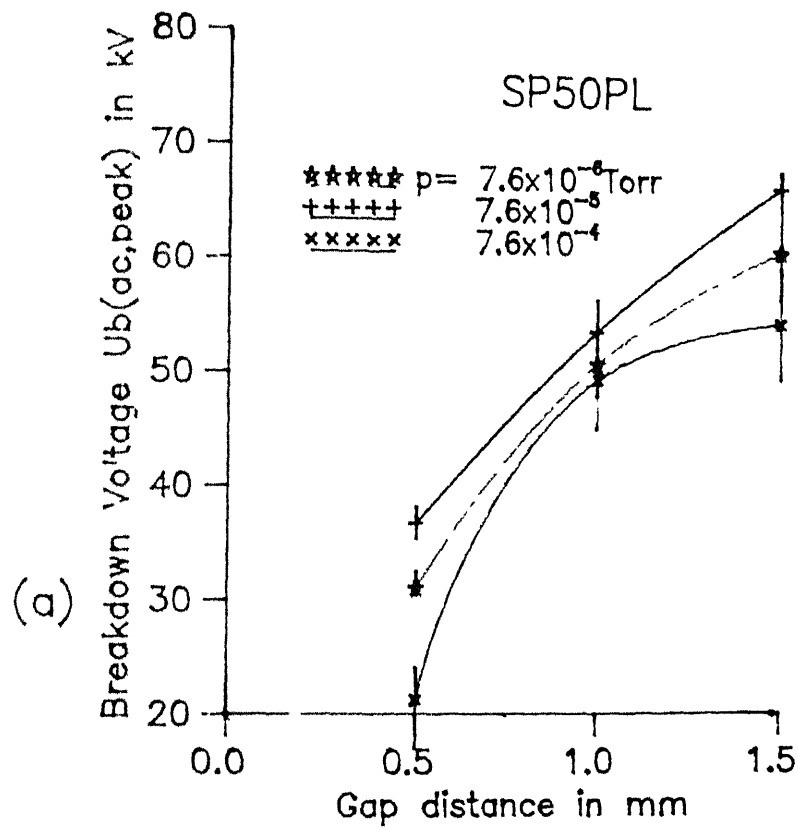 80
70
60
50
40
30
20
Breakdown Voltage Ub(ac,peak) in kV
(a)
SP50PL
p= 7.6x10⁻⁶Torr
7.6x10⁻⁵
7.6x10⁻⁴
0.0 0.5 1.0 1.5
Gap distance in mm